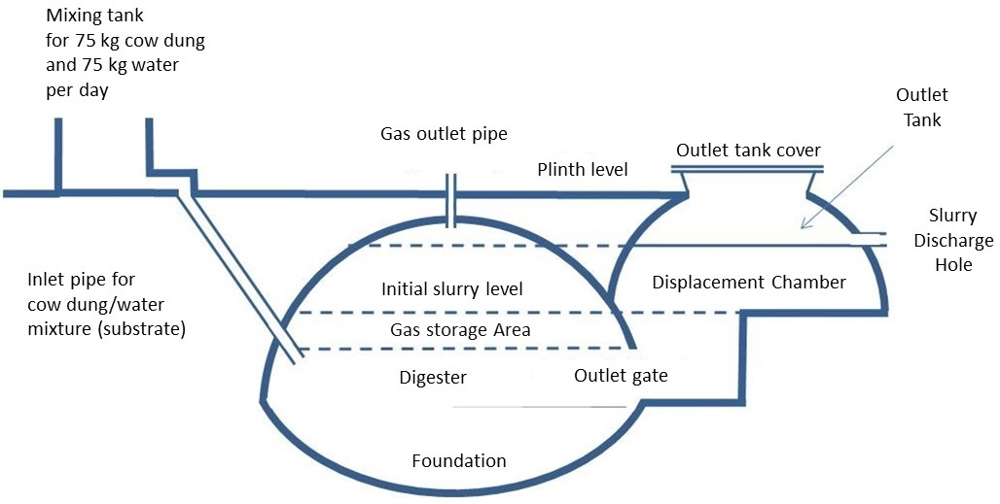 Mixing tank
for 75 kg cow dung
and 75 kg water
per day
Gas outlet pipe
Plinth level
Outlet tank cover
Outlet
Tank
Slurry
Discharge
Hole
Inlet pipe for
cow dung/water
mixture (substrate)
Initial slurry level
Displacement Chamber
Gas storage Area
Digester
Outlet gate
Foundation